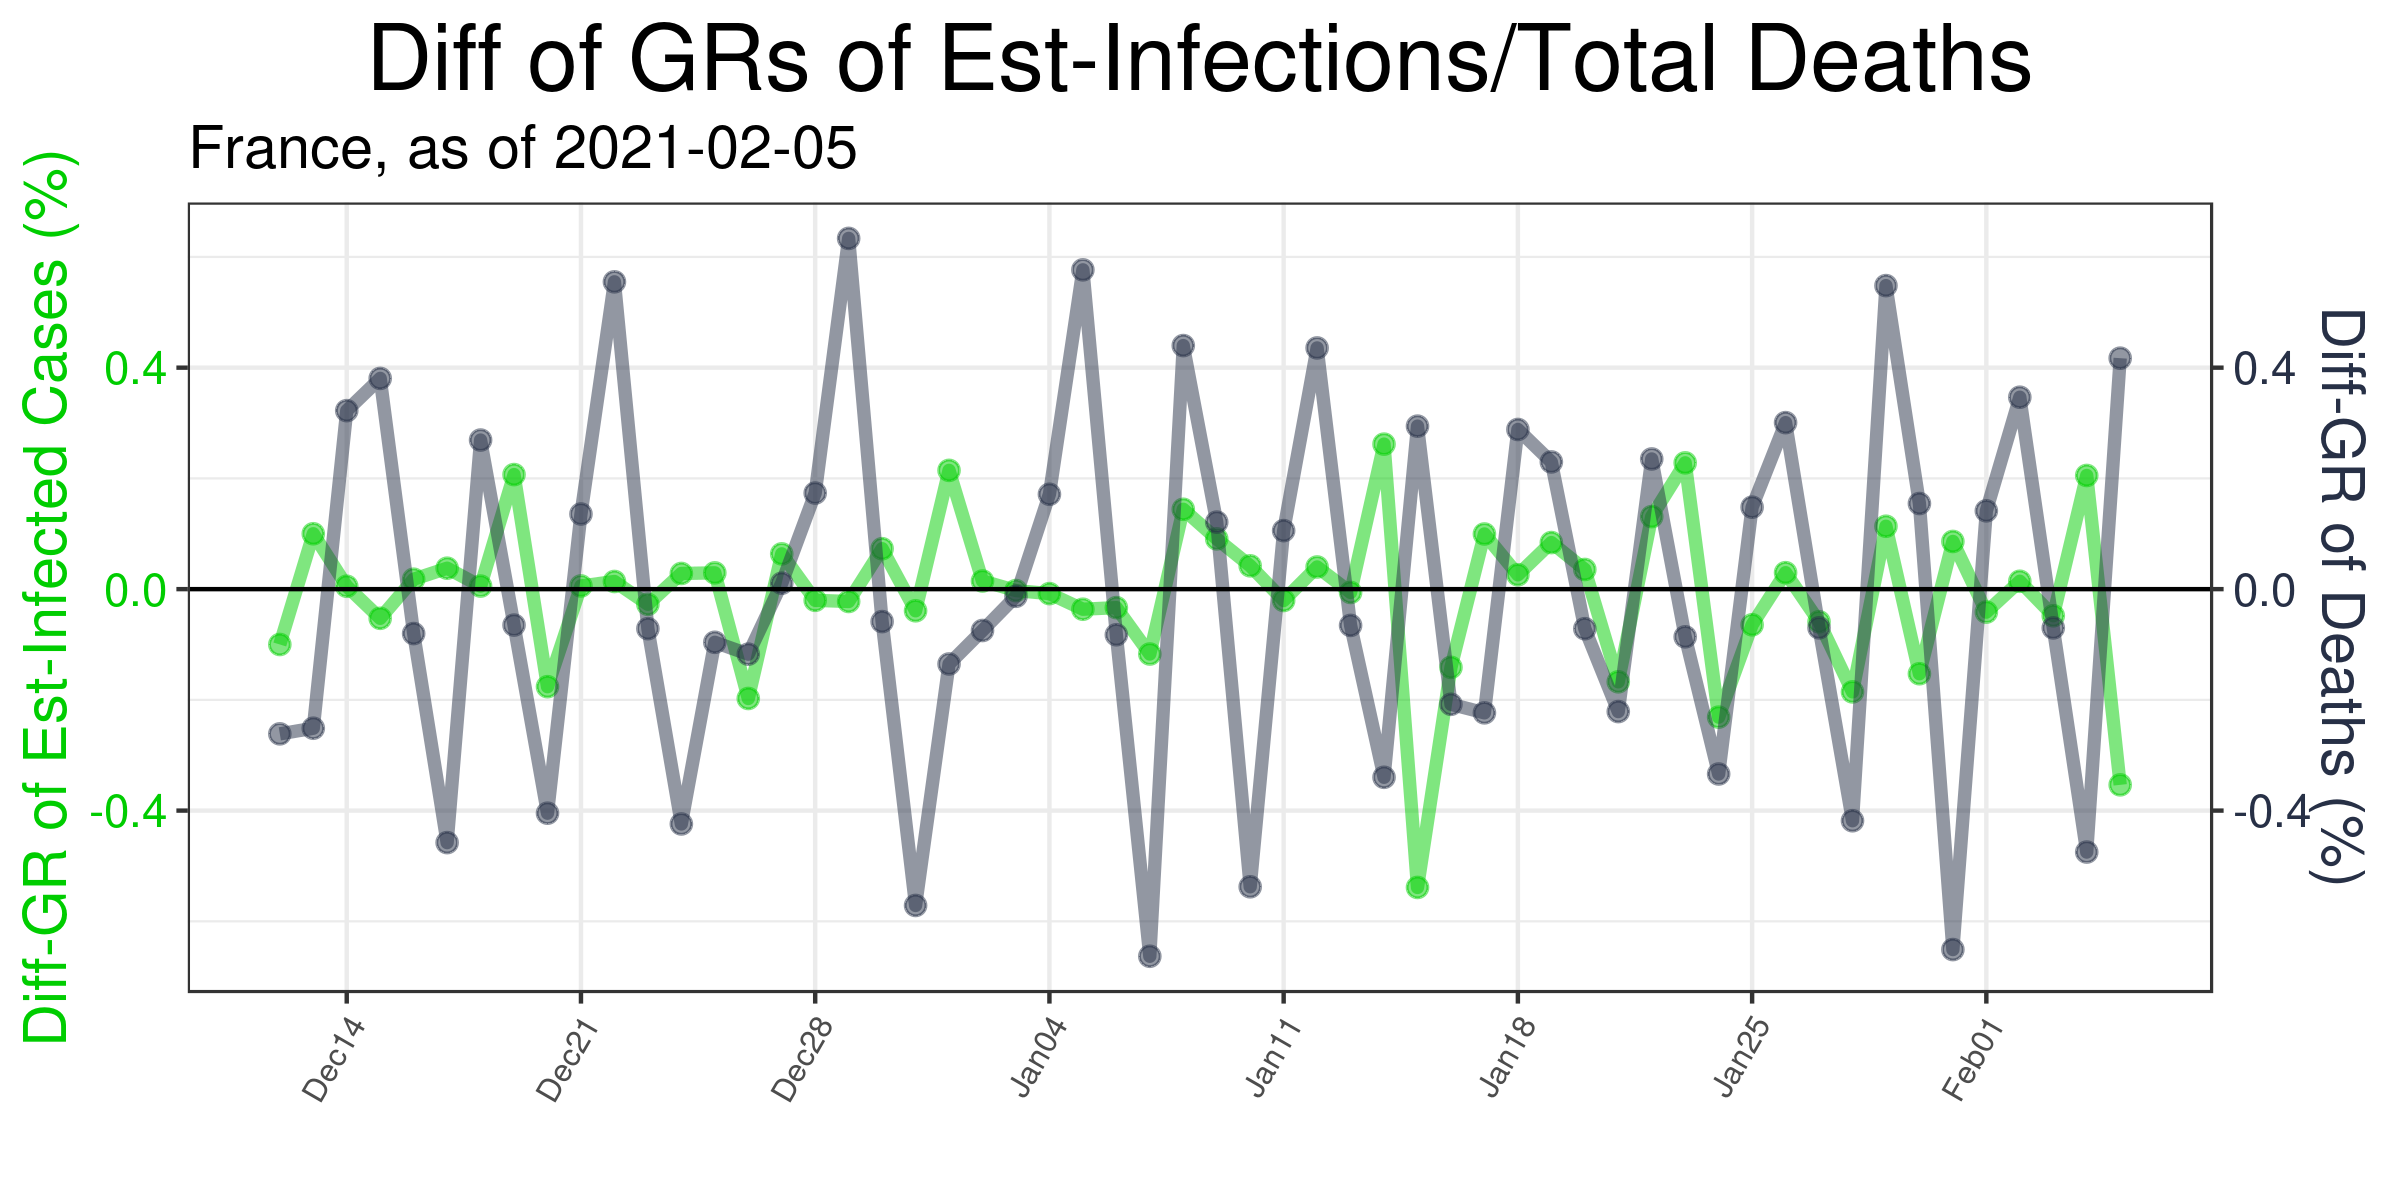 Diff of GRs of Est-Infections/Total Deaths
France, as of 2021-02-05
Diff-GR of Est-Infected Cases (%)
0.4
0.0
-0.4
0.4
0.0
-0.4
Diff-GR of Deaths (%)
Dec14
Dec21
Dec28
Jan04
Jan11
Jan18
Jan25
Feb01